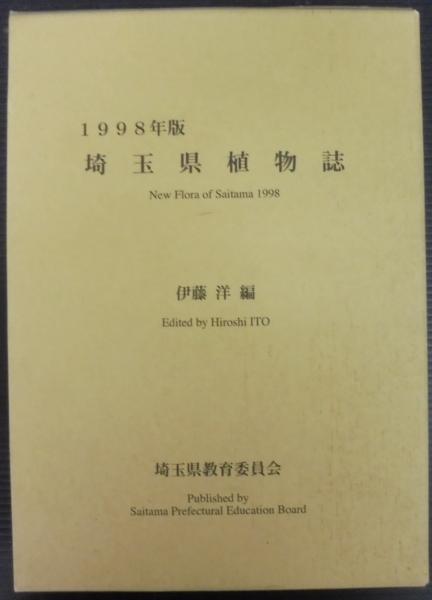 １９９８年版
埼玉県植物誌
New Flora of Saitama 1998
伊藤 洋 編
Edited by Hiroshi ITO
埼玉県教育委員会
Published by
Saitama Prefectural Education Board